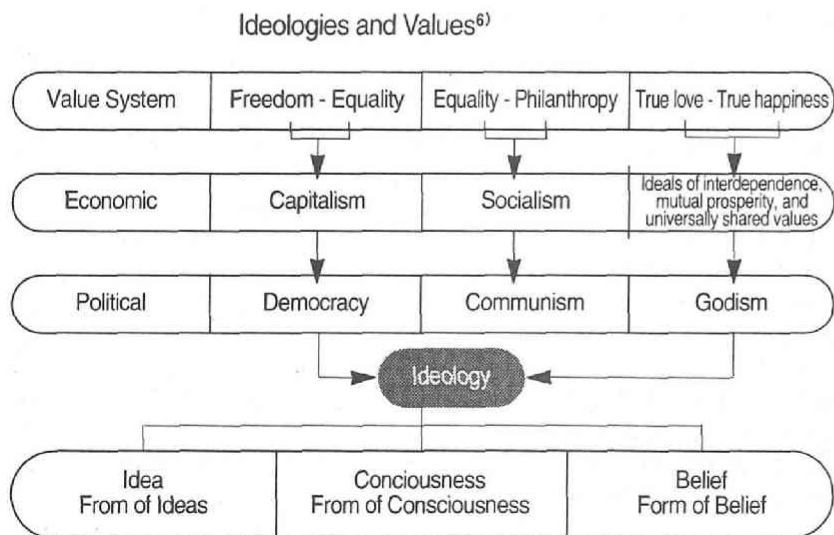 Ideologies and Values6)
Value System Freedom - Equality Equality - Philanthropy True love - True happiness
Economic Capitalism Socialism Ideals of interdependence,
mutual prosperity, and
universally shared values
Political Democracy Communism Godism
Ideology
Idea Conciousness Belief
From of Ideas From of Consciousness Form of Belief